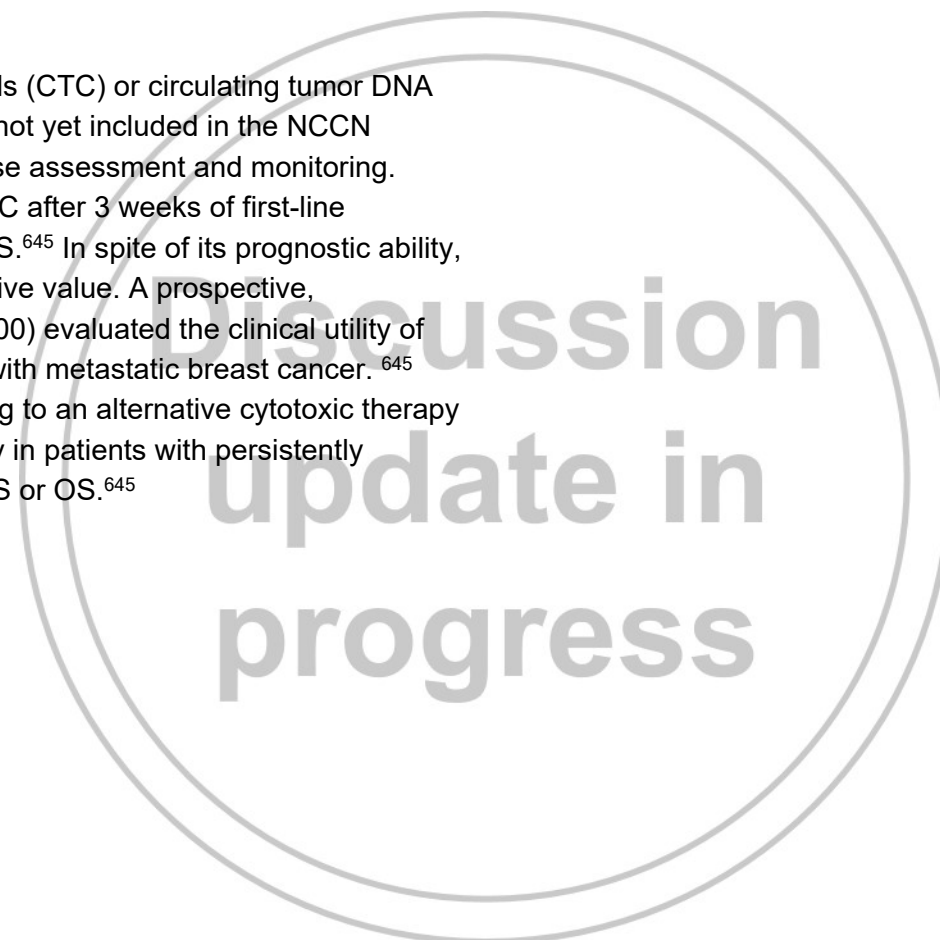 ls (CTC) or circulating tumor DNA
not yet included in the NCCN
se assessment and monitoring.
C after 3 weeks of first-line
S.645 In spite of its prognostic ability,
ive value. A prospective,
00) evaluated the clinical utility of
with metastatic breast cancer. 645
g to an alternative cytotoxic therapy
y in patients with persistently
S or OS.645
Discussion
update in
progress